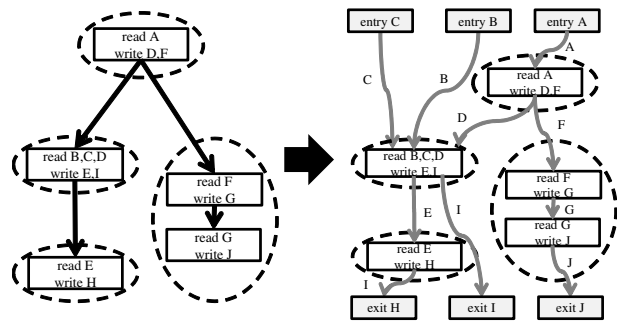 read A
write D,F
read B,C,D
write E,I
read F
write G
read G
write J
read E
write H
entry C
entry B
entry A
A
C
B
read A
write D,F
D
F
read B,C,D
write E,I
read F
write G
E
I
G
read G
write J
read E
write H
I
J
exit H
exit I
exit J